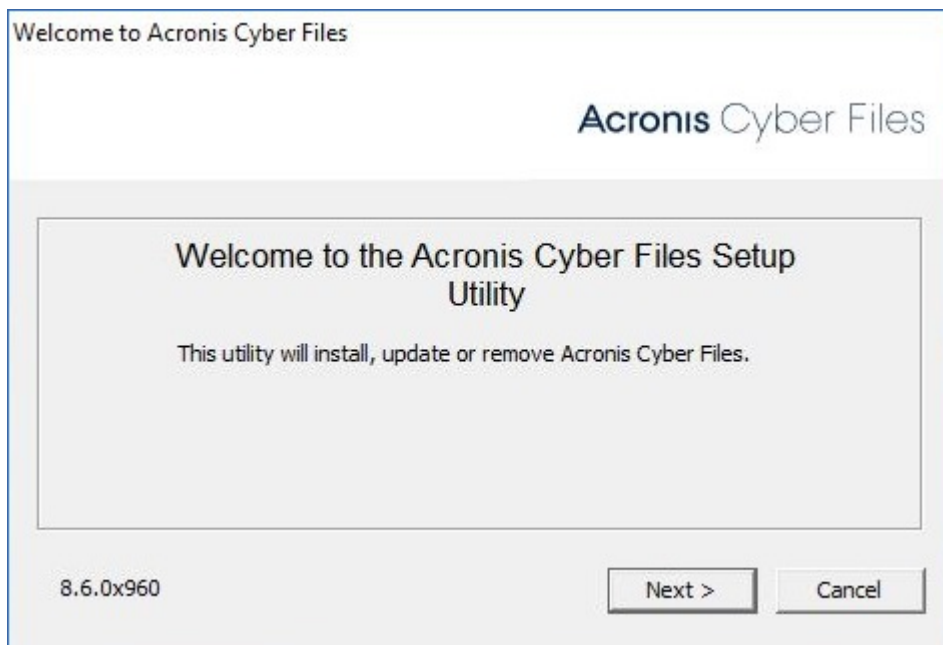 Welcome to Acronis Cyber Files
Acronis Cyber Files
Welcome to the Acronis Cyber Files Setup
Utility
This utility will install, update or remove Acronis Cyber Files.
8.6.0x960
Next >
Cancel